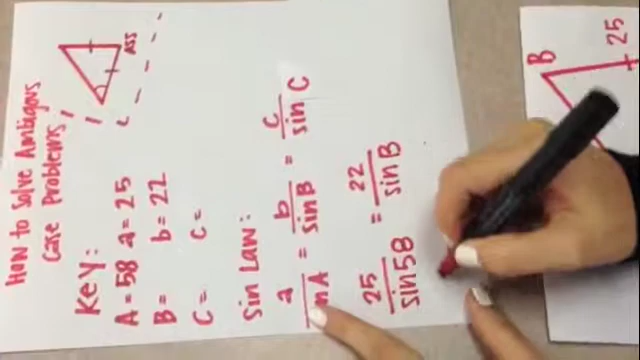 How to Solve Ambigous
Case Problems!
ASS
Key:
A = 58 a = 25
B = b = 22
C = c =
Sin Law:
a/sinA = b/sinB = c/sinC
25/sin58 = 22/sinB
B
25